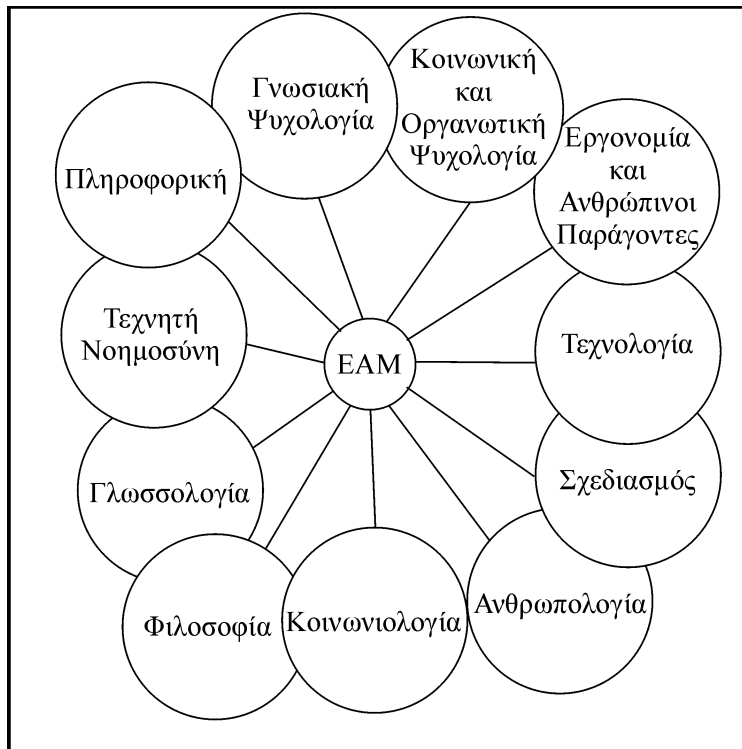 Γνωσιακή
Ψυχολογία
Κοινωνική
και
Οργανωτική
Ψυχολογία
Εργονομία
και
Ανθρώπινοι
Παράγοντες
Πληροφορική
Τεχνητή
Νοημοσύνη
ΕΑΜ
Τεχνολογία
Γλωσσολογία
Σχεδιασμός
Φιλοσοφία
Κοινωνιολογία
Ανθρωπολογία